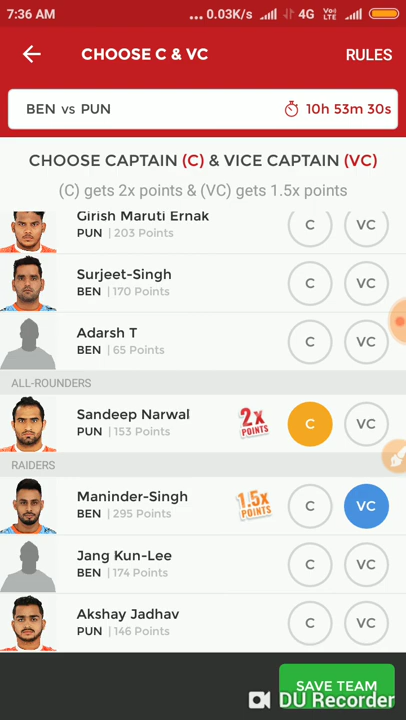 7:36 AM ... 0.03K/s 4G Vo) LTE
CHOOSE C & VC RULES
BEN vs PUN 10h 53m 30s
CHOOSE CAPTAIN (C) & VICE CAPTAIN (VC)
(C) gets 2x points & (VC) gets 1.5x points
Girish Maruti Ernak
PUN | 203 Points C VC
Surjeet-Singh
BEN | 170 Points C VC
Adarsh T
BEN | 65 Points C VC
ALL-ROUNDERS
Sandeep Narwal
PUN | 153 Points 2x POINTS C VC
RAIDERS
Maninder-Singh
BEN | 295 Points 1.5x POINTS C VC
Jang Kun-Lee
BEN | 174 Points C VC
Akshay Jadhav
PUN | 146 Points C VC
SAVE TEAM
DU Recorder